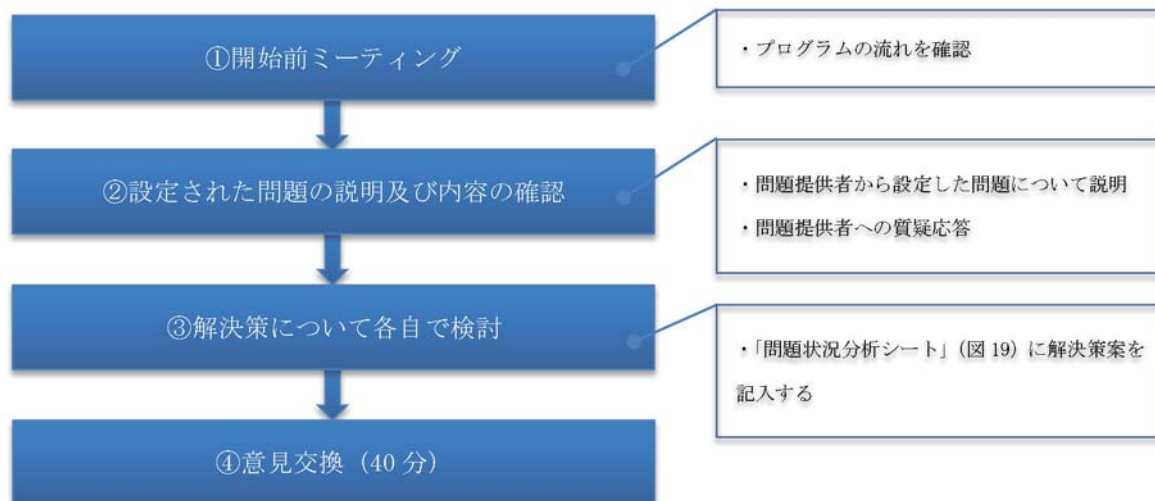 ①開始前ミーティング
・プログラムの流れを確認
②設定された問題の説明及び内容の確認
・問題提供者から設定した問題について説明
・問題提供者への質疑応答
③解決策について各自で検討
・「問題状況分析シート」（図 19）に解決策案を
記入する
④意見交換（40 分）